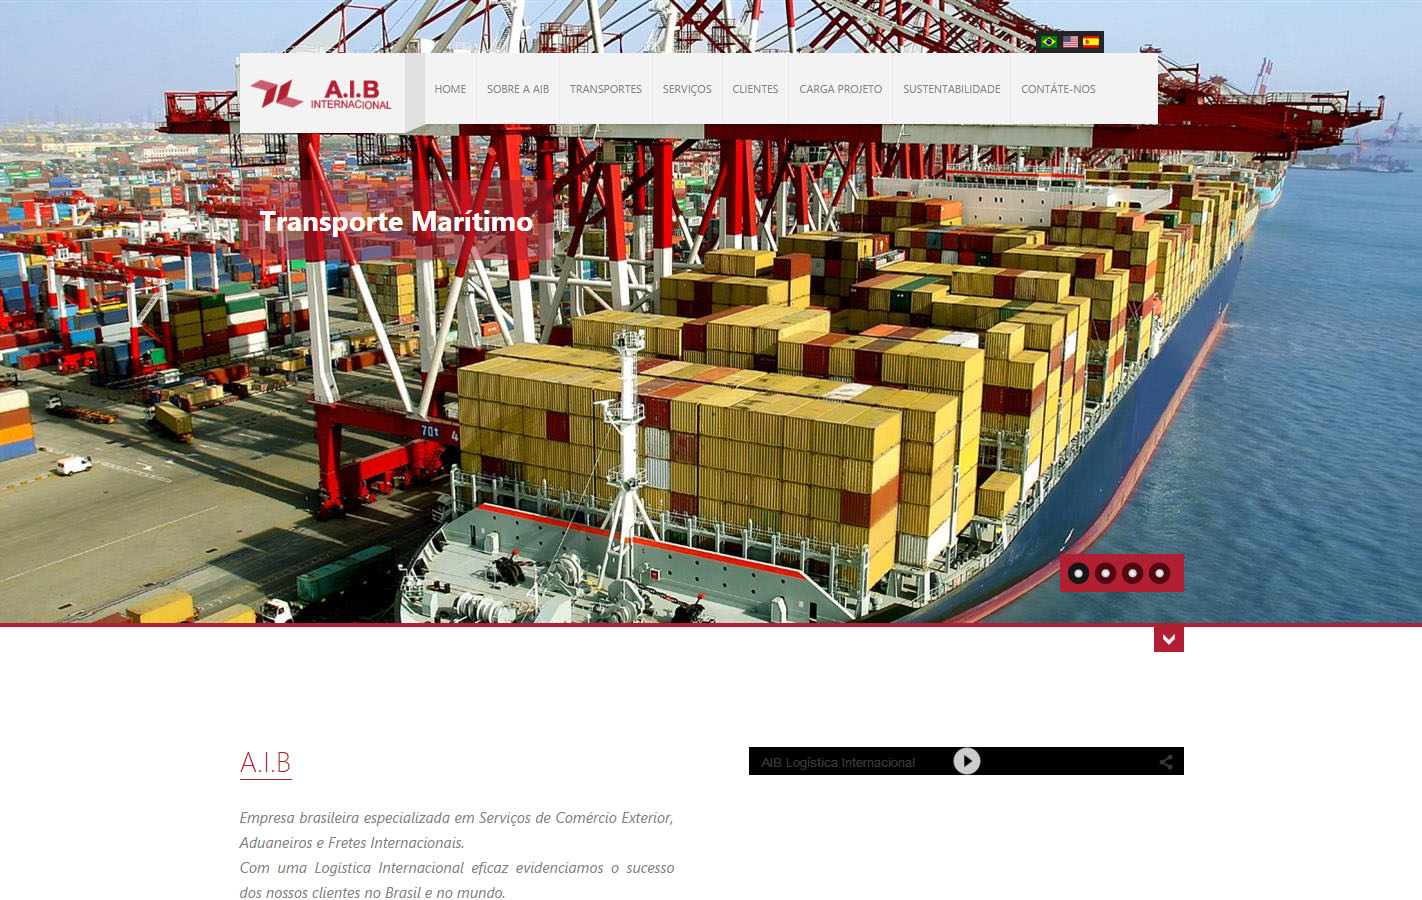 A.I.B
INTERNACIONAL
HOME
SOBRE A AIB
TRANSPORTES
SERVIÇOS
CLIENTES
CARGA PROJETO
SUSTENTABILIDADE
CONTÁTE-NOS
Transporte Marítimo
70t 4
A.I.B
AIB Logística Internacional
Empresa brasileira especializada em Serviços de Comércio Exterior,
Aduaneiros e Fretes Internacionais.
Com uma Logística Internacional eficaz evidenciamos o sucesso
dos nossos clientes no Brasil e no mundo.